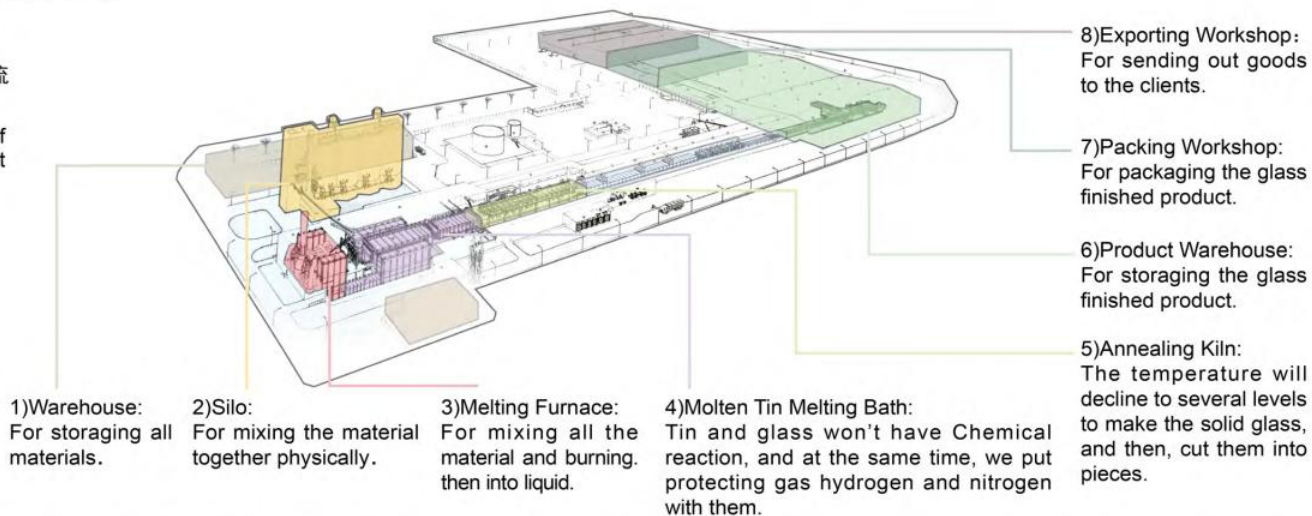 流
f
t
8)Exporting Workshop:
For sending out goods
to the clients.
7)Packing Workshop:
For packaging the glass
finished product.
6)Product Warehouse:
For storaging the glass
finished product.
5)Annealing Kiln:
The temperature will
decline to several levels
to make the solid glass,
and then, cut them into
pieces.
1)Warehouse:
For storaging all
materials.
2)Silo:
For mixing the material
together physically.
3)Melting Furnace:
For mixing all the
material and burning.
then into liquid.
4)Molten Tin Melting Bath:
Tin and glass won't have Chemical
reaction, and at the same time, we put
protecting gas hydrogen and nitrogen
with them.